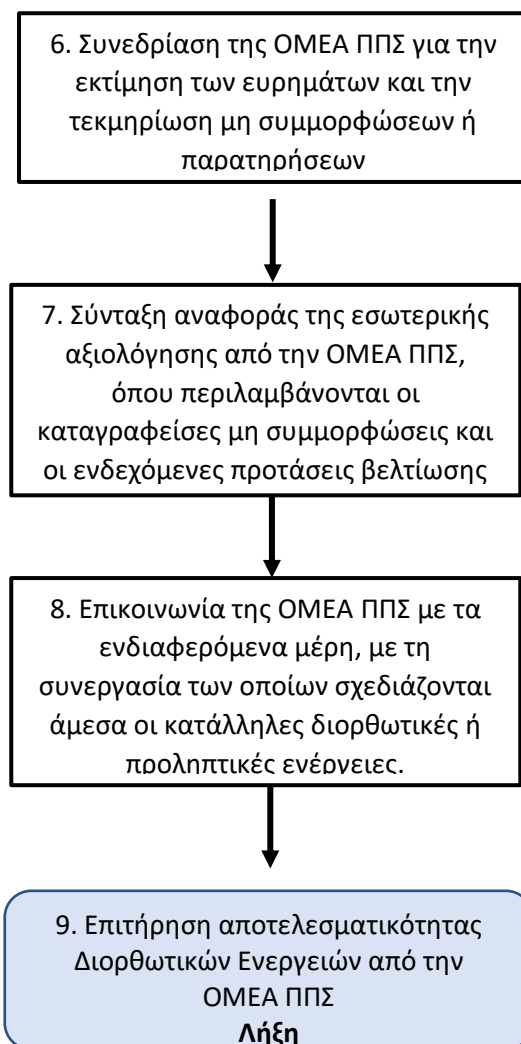 6. Συνεδρίαση της ΟΜΕΑ ΠΠΣ για την
εκτίμηση των ευρημάτων και την
τεκμηρίωση μη συμμορφώσεων ή
παρατηρήσεων
7. Σύνταξη αναφοράς της εσωτερικής
αξιολόγησης από την ΟΜΕΑ ΠΠΣ,
όπου περιλαμβάνονται οι
καταγραφείσες μη συμμορφώσεις και
οι ενδεχόμενες προτάσεις βελτίωσης
8. Επικοινωνία της ΟΜΕΑ ΠΠΣ με τα
ενδιαφερόμενα μέρη, με τη
συνεργασία των οποίων σχεδιάζονται
άμεσα οι κατάλληλες διορθωτικές ή
προληπτικές ενέργειες.
9. Επιτήρηση αποτελεσματικότητας
Διορθωτικών Ενεργειών από την
ΟΜΕΑ ΠΠΣ
Λήξη